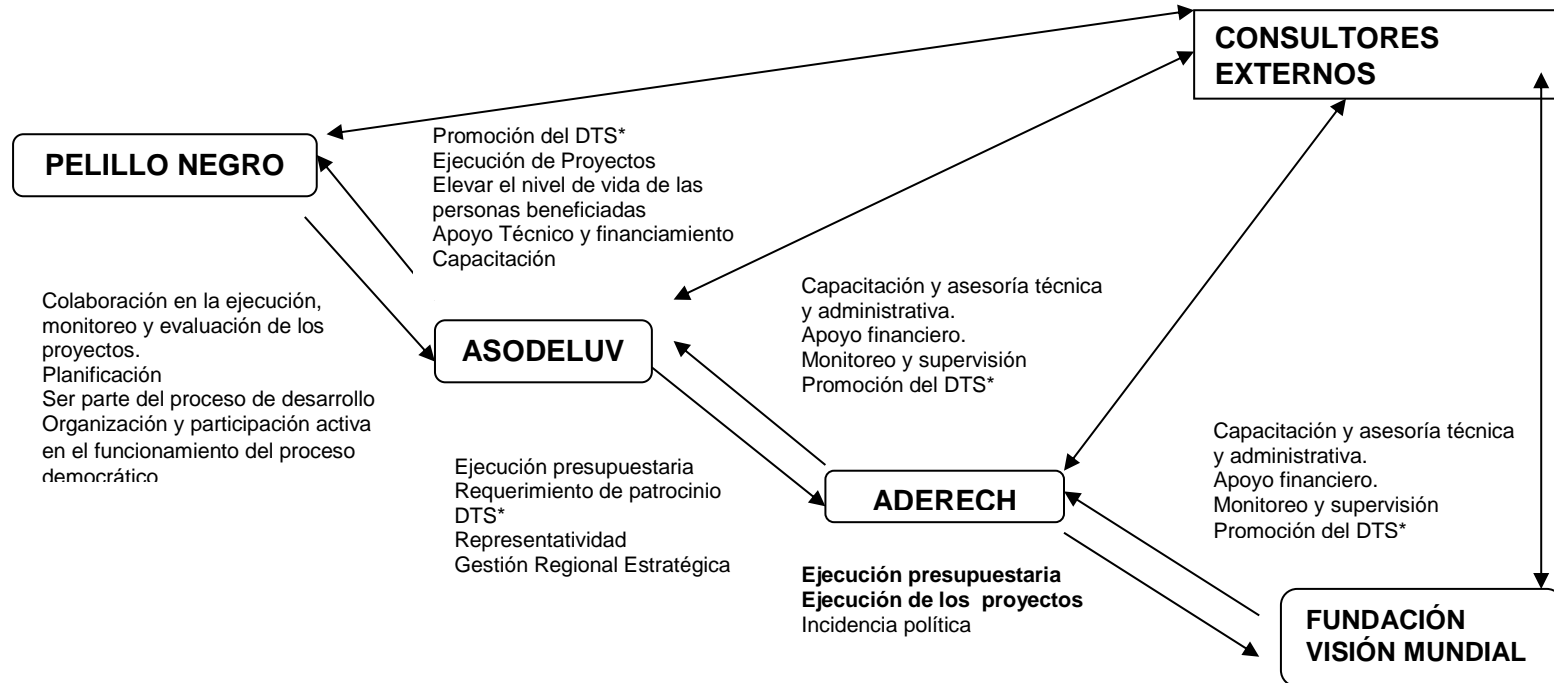 CONSULTORES
EXTERNOS
PELILLO NEGRO
Promoción del DTS*
Ejecución de Proyectos
Elevar el nivel de vida de las
personas beneficiadas
Apoyo Técnico y financiamiento
Capacitación
Colaboración en la ejecución,
monitoreo y evaluación de los
proyectos.
Planificación
Ser parte del proceso de desarrollo
Organización y participación activa
en el funcionamiento del proceso
democrático
ASODELUV
Capacitación y asesoría técnica
y administrativa.
Apoyo financiero.
Monitoreo y supervisión
Promoción del DTS*
Ejecución presupuestaria
Requerimiento de patrocinio
DTS*
Representatividad
Gestión Regional Estratégica
ADERECH
Capacitación y asesoría técnica
y administrativa.
Apoyo financiero.
Monitoreo y supervisión
Promoción del DTS*
Ejecución presupuestaria
Ejecución de los  proyectos
Incidencia política
FUNDACIÓN
VISIÓN MUNDIAL